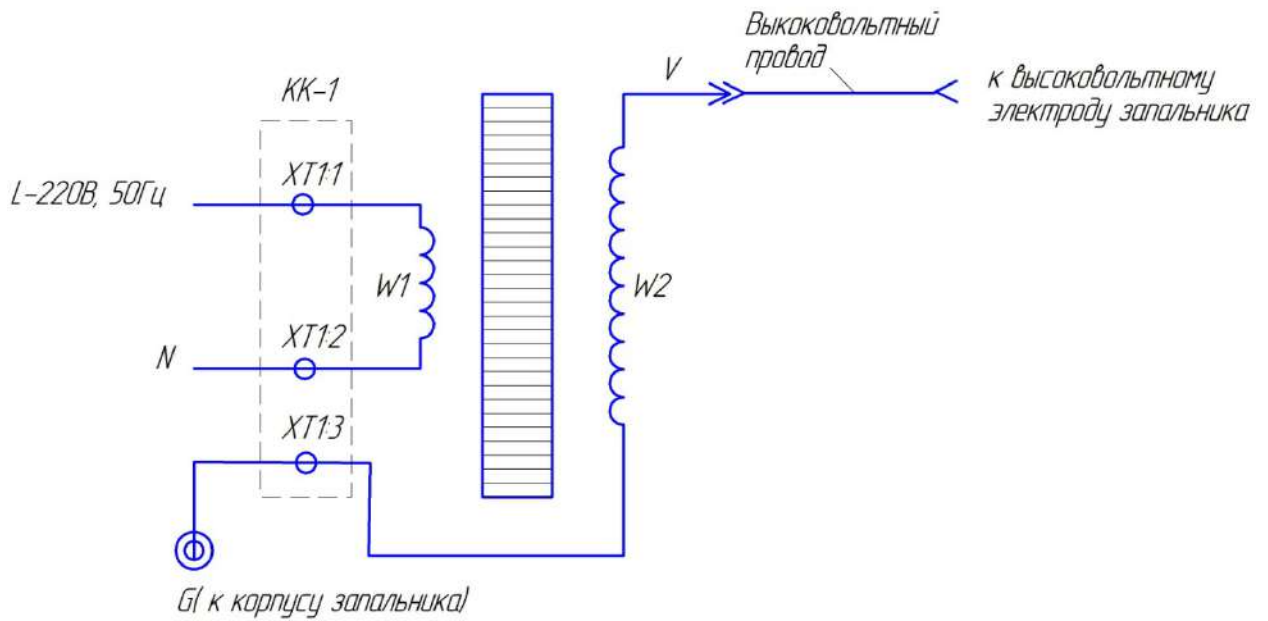 Выкоковольтный
провод
V
к высоковольтному
электроду запальника
КК-1
ХТ1:1
L-220В, 50Гц
W1
W2
ХТ1:2
N
ХТ1:3
G( к корпусу запальника)